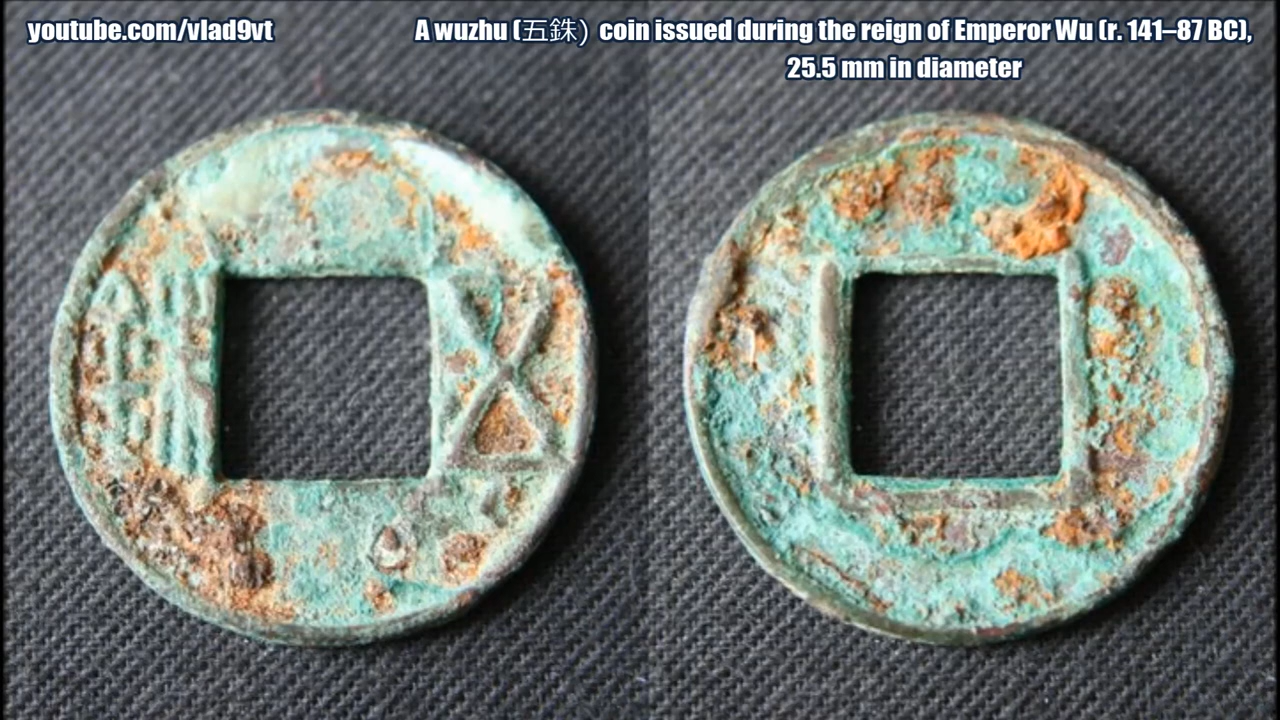 youtube.com/vlad9vt
A wuzhu (五銖) coin issued during the reign of Emperor Wu (r. 141–87 BC),
25.5 mm in diameter
五
銖